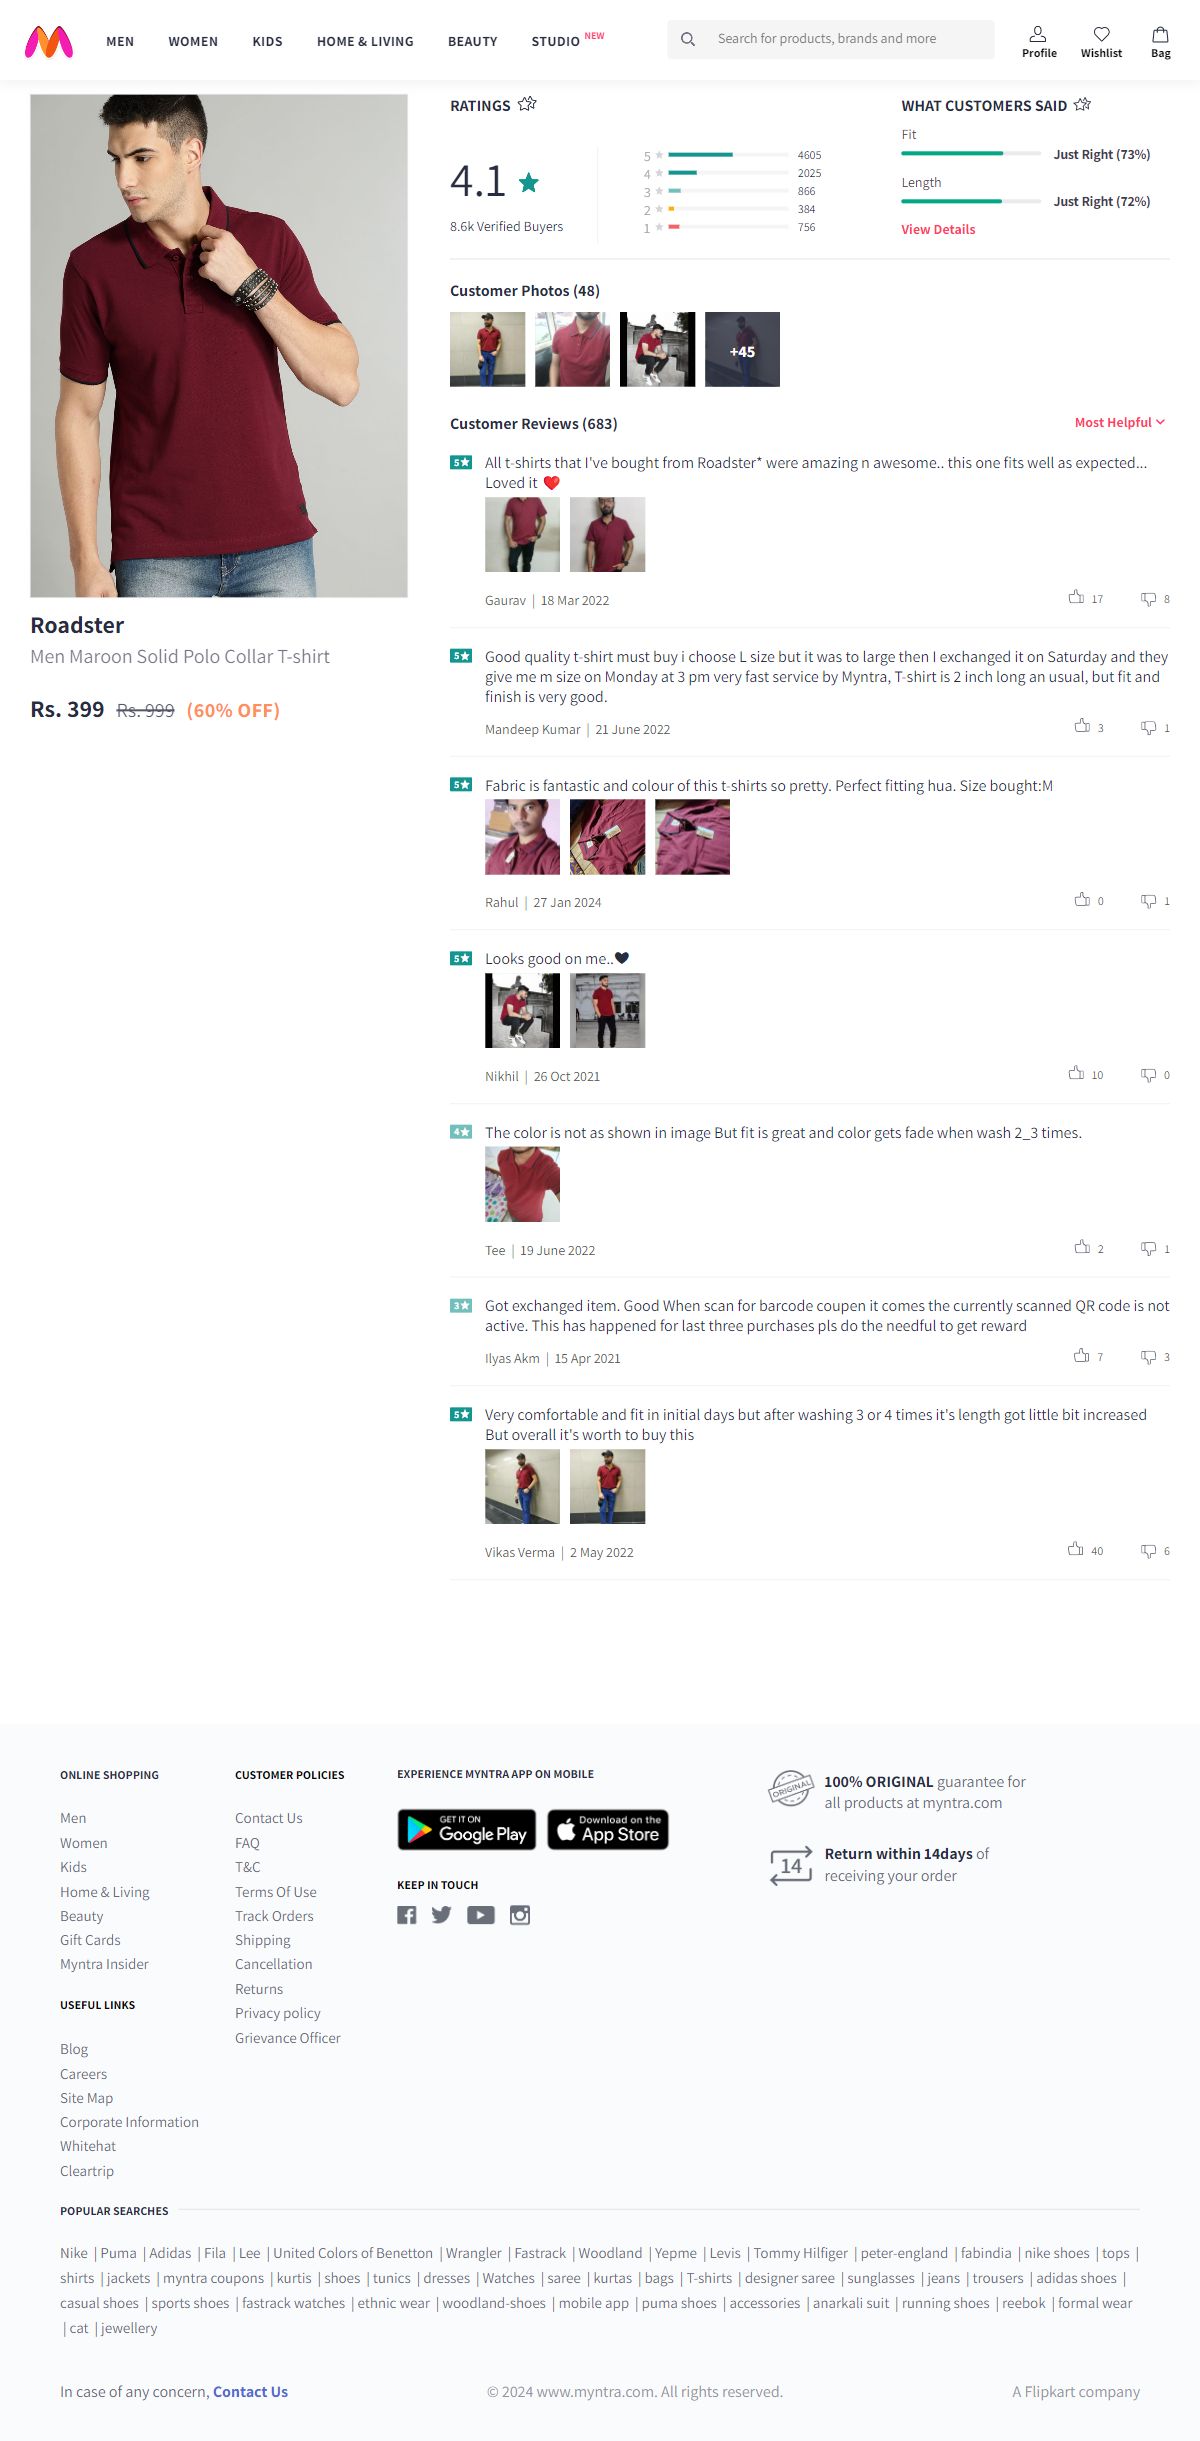 MEN WOMEN KIDS HOME & LIVING BEAUTY STUDIO NEW
Search for products, brands and more
Profile Wishlist Bag
RATINGS
4.1
8.6k Verified Buyers
5 4605
4 2025
3 866
2 384
1 756
WHAT CUSTOMERS SAID
Fit
Just Right (73%)
Length
Just Right (72%)
View Details
Customer Photos (48)
+45
Customer Reviews (683)
Most Helpful
5 All t-shirts that I've bought from Roadster* were amazing n awesome.. this one fits well as expected...
Loved it ❤️
Gaurav | 18 Mar 2022 17 8
5 Good quality t-shirt must buy i choose L size but it was to large then I exchanged it on Saturday and they
give me m size on Monday at 3 pm very fast service by Myntra, T-shirt is 2 inch long an usual, but fit and
finish is very good.
Mandeep Kumar | 21 June 2022 3 1
5 Fabric is fantastic and colour of this t-shirts so pretty. Perfect fitting hua. Size bought:M
Rahul | 27 Jan 2024 0 1
5 Looks good on me..🖤
Nikhil | 26 Oct 2021 10 0
4 The color is not as shown in image But fit is great and color gets fade when wash 2_3 times.
Tee | 19 June 2022 2 1
3 Got exchanged item. Good When scan for barcode coupen it comes the currently scanned QR code is not
active. This has happened for last three purchases pls do the needful to get reward
Ilyas Akm | 15 Apr 2021 7 3
5 Very comfortable and fit in initial days but after washing 3 or 4 times it's length got little bit increased
But overall it's worth to buy this
Vikas Verma | 2 May 2022 40 6
Roadster
Men Maroon Solid Polo Collar T-shirt
Rs. 399 Rs. 999 (60% OFF)
ONLINE SHOPPING
Men
Women
Kids
Home & Living
Beauty
Gift Cards
Myntra Insider
USEFUL LINKS
Blog
Careers
Site Map
Corporate Information
Whitehat
Cleartrip
CUSTOMER POLICIES
Contact Us
FAQ
T&C
Terms Of Use
Track Orders
Shipping
Cancellation
Returns
Privacy policy
Grievance Officer
EXPERIENCE MYNTRA APP ON MOBILE
GET IT ON
Google Play
Download on the
App Store
KEEP IN TOUCH
ORIGINAL
100% ORIGINAL guarantee for
all products at myntra.com
14
Return within 14days of
receiving your order
POPULAR SEARCHES
Nike | Puma | Adidas | Fila | Lee | United Colors of Benetton | Wrangler | Fastrack | Woodland | Yepme | Levis | Tommy Hilfiger | peter-england | fabindia | nike shoes | tops |
shirts | jackets | myntra coupons | kurtis | shoes | tunics | dresses | Watches | saree | kurtas | bags | T-shirts | designer saree | sunglasses | jeans | trousers | adidas shoes |
casual shoes | sports shoes | fastrack watches | ethnic wear | woodland-shoes | mobile app | puma shoes | accessories | anarkali suit | running shoes | reebok | formal wear
| cat | jewellery
In case of any concern, Contact Us
© 2024 www.myntra.com. All rights reserved.
A Flipkart company